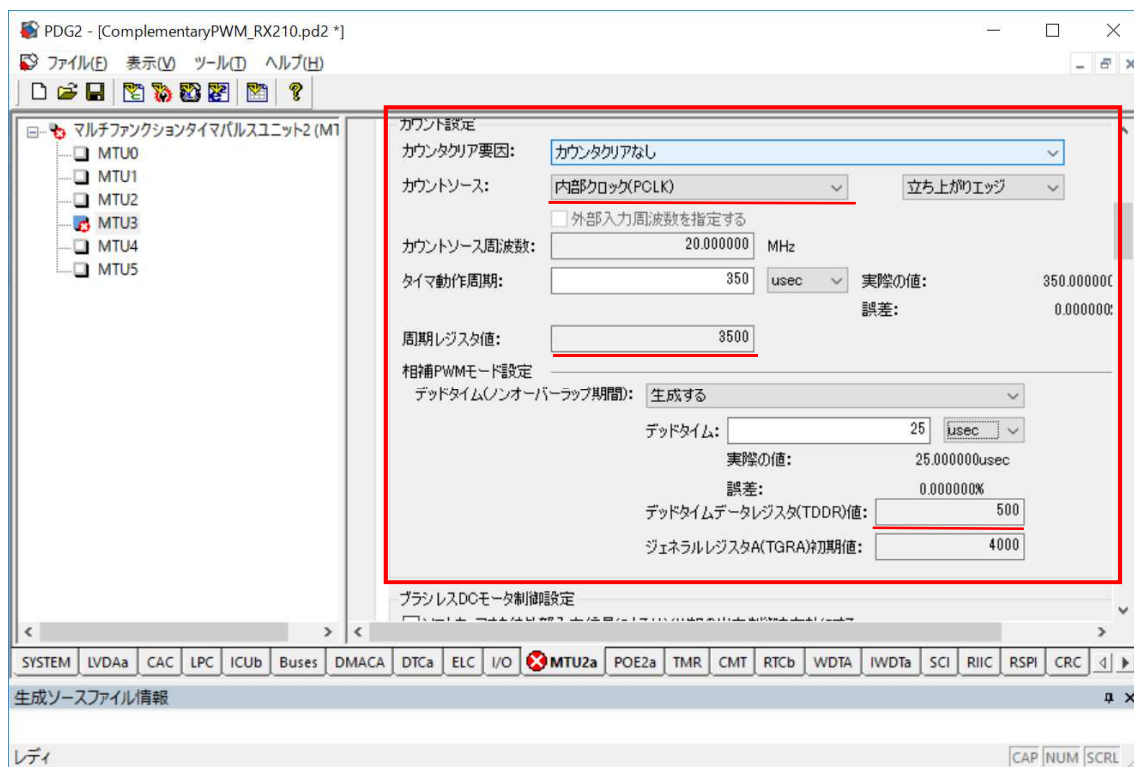 PDG2 - [ComplementaryPWM_RX210.pd2 *]
ファイル(F) 表示(V) ツール(T) ヘルプ(H)
マルチファンクションタイマパルスユニット2 (MT
MTU0
MTU1
MTU2
MTU3
MTU4
MTU5
カウント設定
カウンタクリア要因: カウンタクリアなし
カウントソース: 内部クロック(PCLK) 立ち上がりエッジ
外部入力周波数を指定する
カウントソース周波数: 20.000000 MHz
タイマ動作周期: 350 usec 実際の値: 350.000000
誤差: 0.000000
周期レジスタ値: 3500
相補PWMモード設定
デッドタイム(ノンオーバーラップ期間): 生成する
デッドタイム: 25 usec
実際の値: 25.000000usec
誤差: 0.000000%
デッドタイムデータレジスタ(TDDR)値: 500
ジェネラルレジスタA(TGRA)初期値: 4000
ブラシレスDCモータ制御設定
SYSTEM LVDAa CAC LPC ICUb Buses DMACA DTCa ELC I/O MTU2a POE2a TMR CMT RTCb WDTA IWDTa SCI RIIC RSPI CRC
生成ソースファイル情報
レディ CAP NUM SCRL